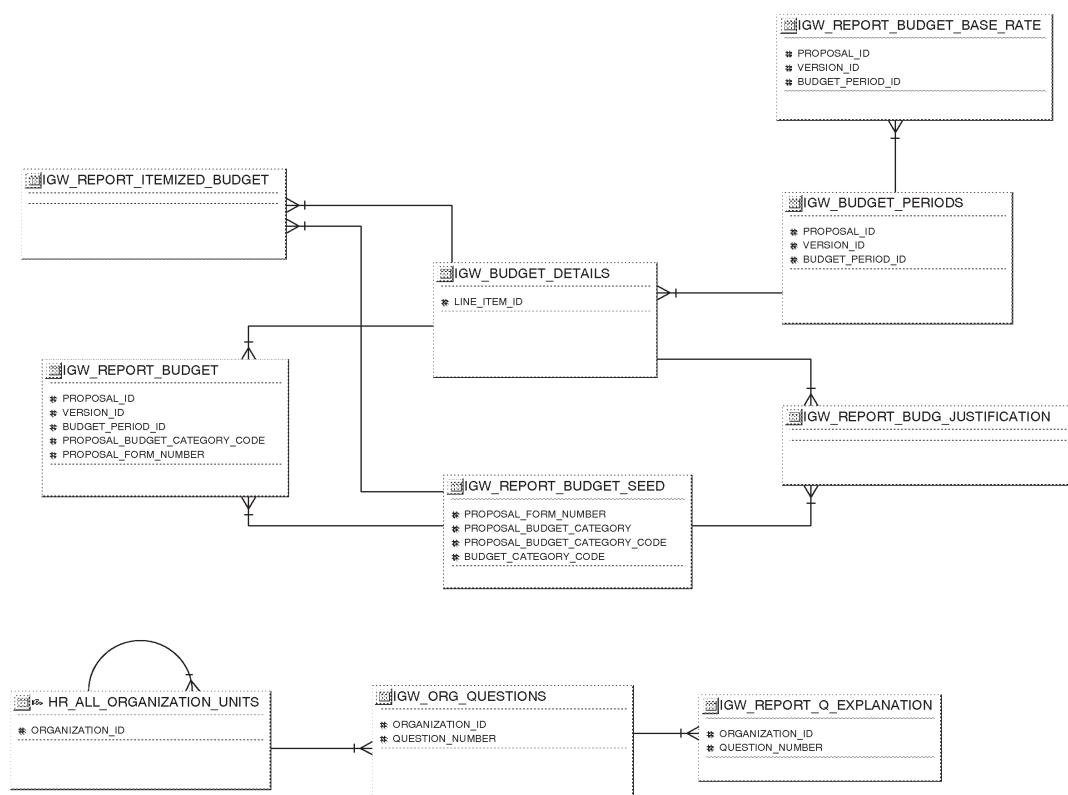 IGW_REPORT_BUDGET_BASE_RATE
# PROPOSAL_ID
# VERSION_ID
# BUDGET_PERIOD_ID
IGW_REPORT_ITEMIZED_BUDGET
IGW_BUDGET_PERIODS
# PROPOSAL_ID
# VERSION_ID
# BUDGET_PERIOD_ID
IGW_BUDGET_DETAILS
# LINE_ITEM_ID
IGW_REPORT_BUDGET
# PROPOSAL_ID
# VERSION_ID
# BUDGET_PERIOD_ID
# PROPOSAL_BUDGET_CATEGORY_CODE
# PROPOSAL_FORM_NUMBER
IGW_REPORT_BUDG_JUSTIFICATION
IGW_REPORT_BUDGET_SEED
# PROPOSAL_FORM_NUMBER
# PROPOSAL_BUDGET_CATEGORY
# PROPOSAL_BUDGET_CATEGORY_CODE
# BUDGET_CATEGORY_CODE
HR_ALL_ORGANIZATION_UNITS
# ORGANIZATION_ID
IGW_ORG_QUESTIONS
# ORGANIZATION_ID
# QUESTION_NUMBER
IGW_REPORT_Q_EXPLANATION
# ORGANIZATION_ID
# QUESTION_NUMBER